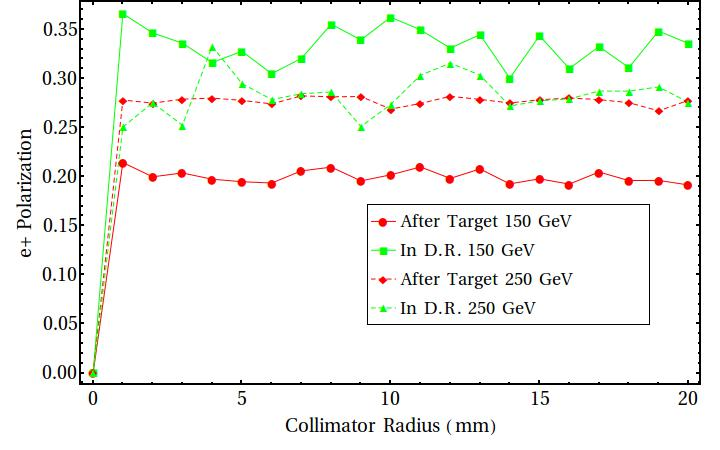 0.35
0.30
0.25
0.20
0.15
0.10
0.05
0.00
e+ Polarization
After Target 150 GeV
In D.R. 150 GeV
After Target 250 GeV
In D.R. 250 GeV
0 5 10 15 20
Collimator Radius (mm)